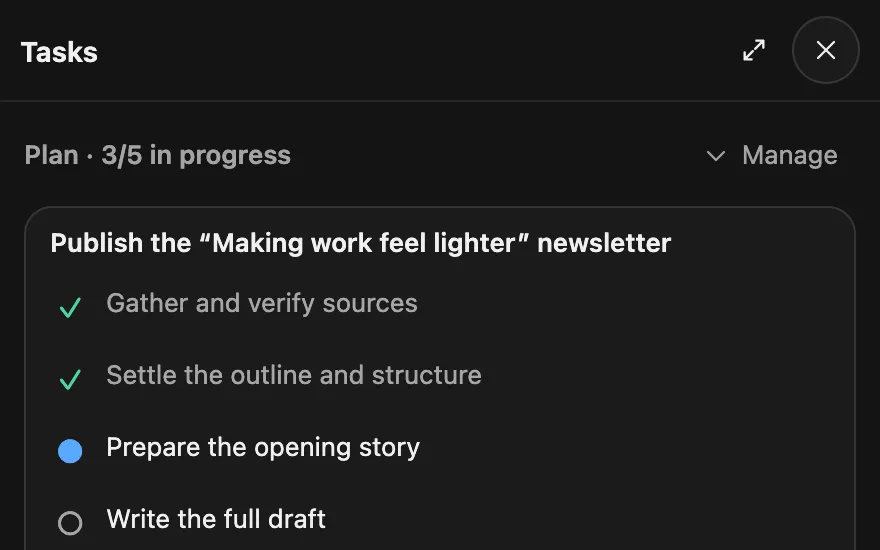 Tasks
Plan · 3/5 in progress
Manage
Publish the “Making work feel lighter” newsletter
Gather and verify sources
Settle the outline and structure
Prepare the opening story
Write the full draft